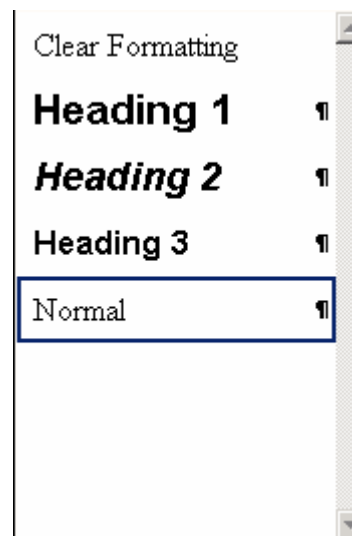 Clear Formatting
Heading 1 ¶
Heading 2 ¶
Heading 3 ¶
Normal ¶